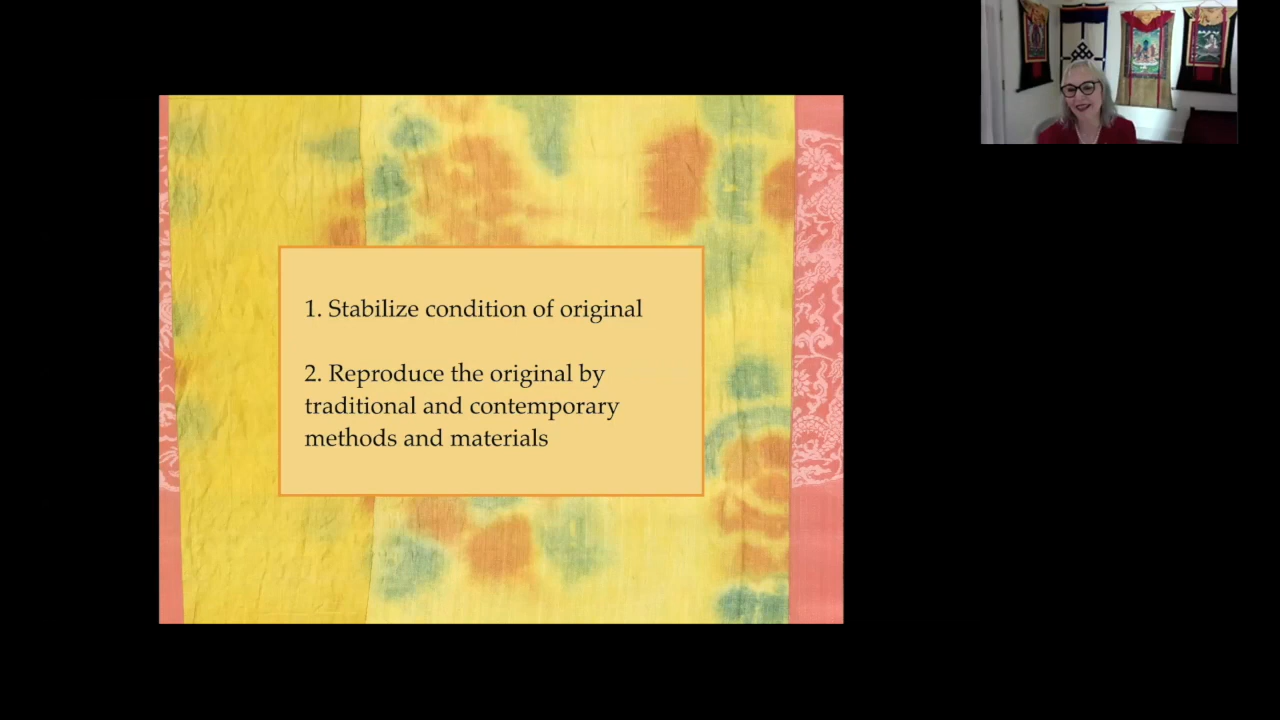 1. Stabilize condition of original
2. Reproduce the original by
traditional and contemporary
methods and materials